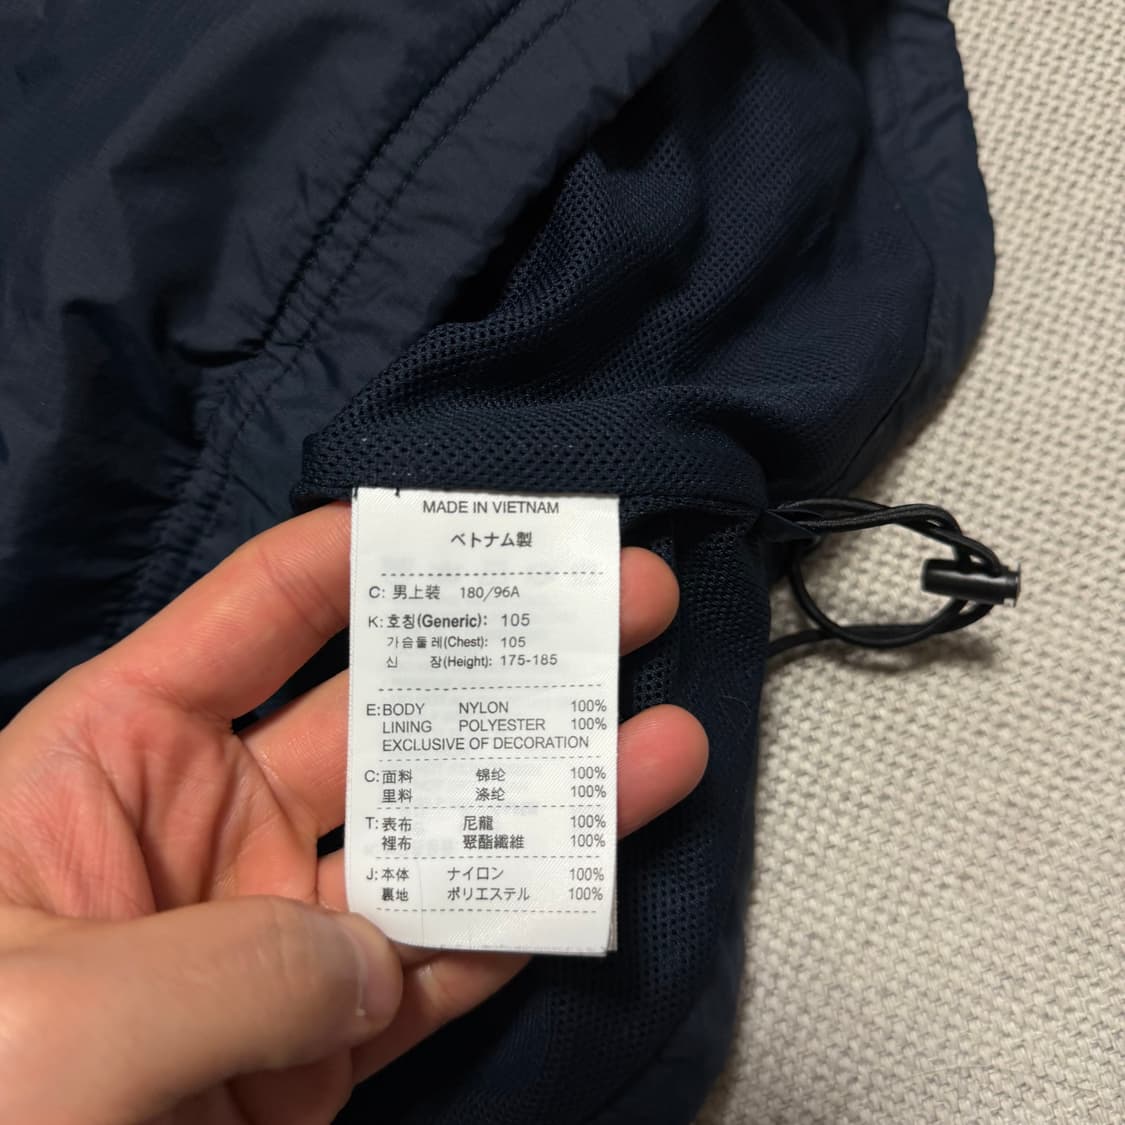 MADE IN VIETNAM
ベトナム製
C: 男上装 180/96A
K: 호칭(Generic): 105
가슴둘레(Chest): 105
신 장(Height): 175-185
E: BODY NYLON 100%
LINING POLYESTER 100%
EXCLUSIVE OF DECORATION
C: 面料 锦纶 100%
里料 涤纶 100%
T: 表布 尼龍 100%
裡布 聚酯纖維 100%
J: 本体 ナイロン 100%
裏地 ポリエステル 100%